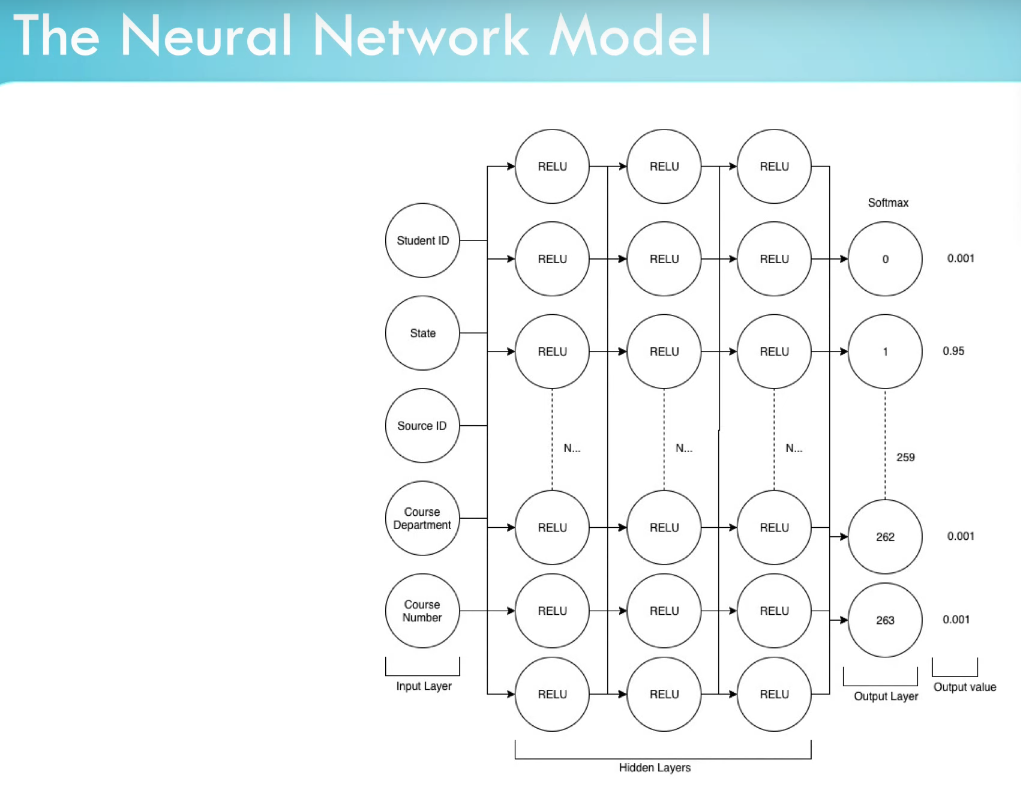 The Neural Network Model
Student ID
State
Source ID
Course
Department
Course
Number
Input Layer
RELU
RELU
RELU
RELU
RELU
RELU
RELU
RELU
RELU
N...
N...
N...
RELU
RELU
RELU
RELU
RELU
RELU
RELU
RELU
RELU
Hidden Layers
Softmax
0
0.001
1
0.95
259
262
0.001
263
0.001
Output Layer
Output value